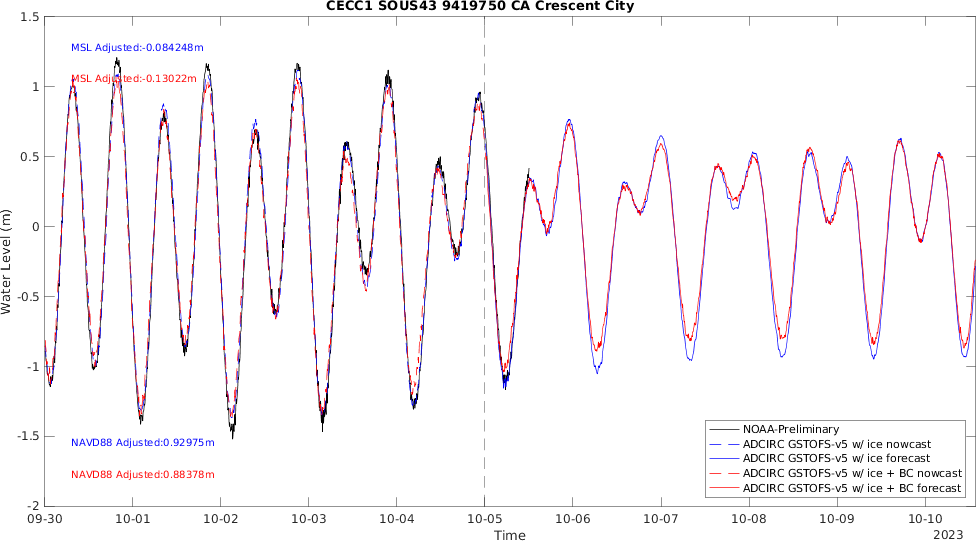 CECC1 SOUS43 9419750 CA Crescent City
1.5
MSL Adjusted:-0.084248m
MSL Adjusted:-0.13022m
1
0.5
0
Water Level (m)
-0.5
-1
-1.5
NAVD88 Adjusted:0.92975m
NAVD88 Adjusted:0.88378m
NOAA-Preliminary
ADCIRC GSTOFS-v5 w/ ice nowcast
ADCIRC GSTOFS-v5 w/ ice forecast
ADCIRC GSTOFS-v5 w/ ice + BC nowcast
ADCIRC GSTOFS-v5 w/ ice + BC forecast
-2
09-30 10-01 10-02 10-03 10-04 10-05 10-06 10-07 10-08 10-09 10-10
Time
2023